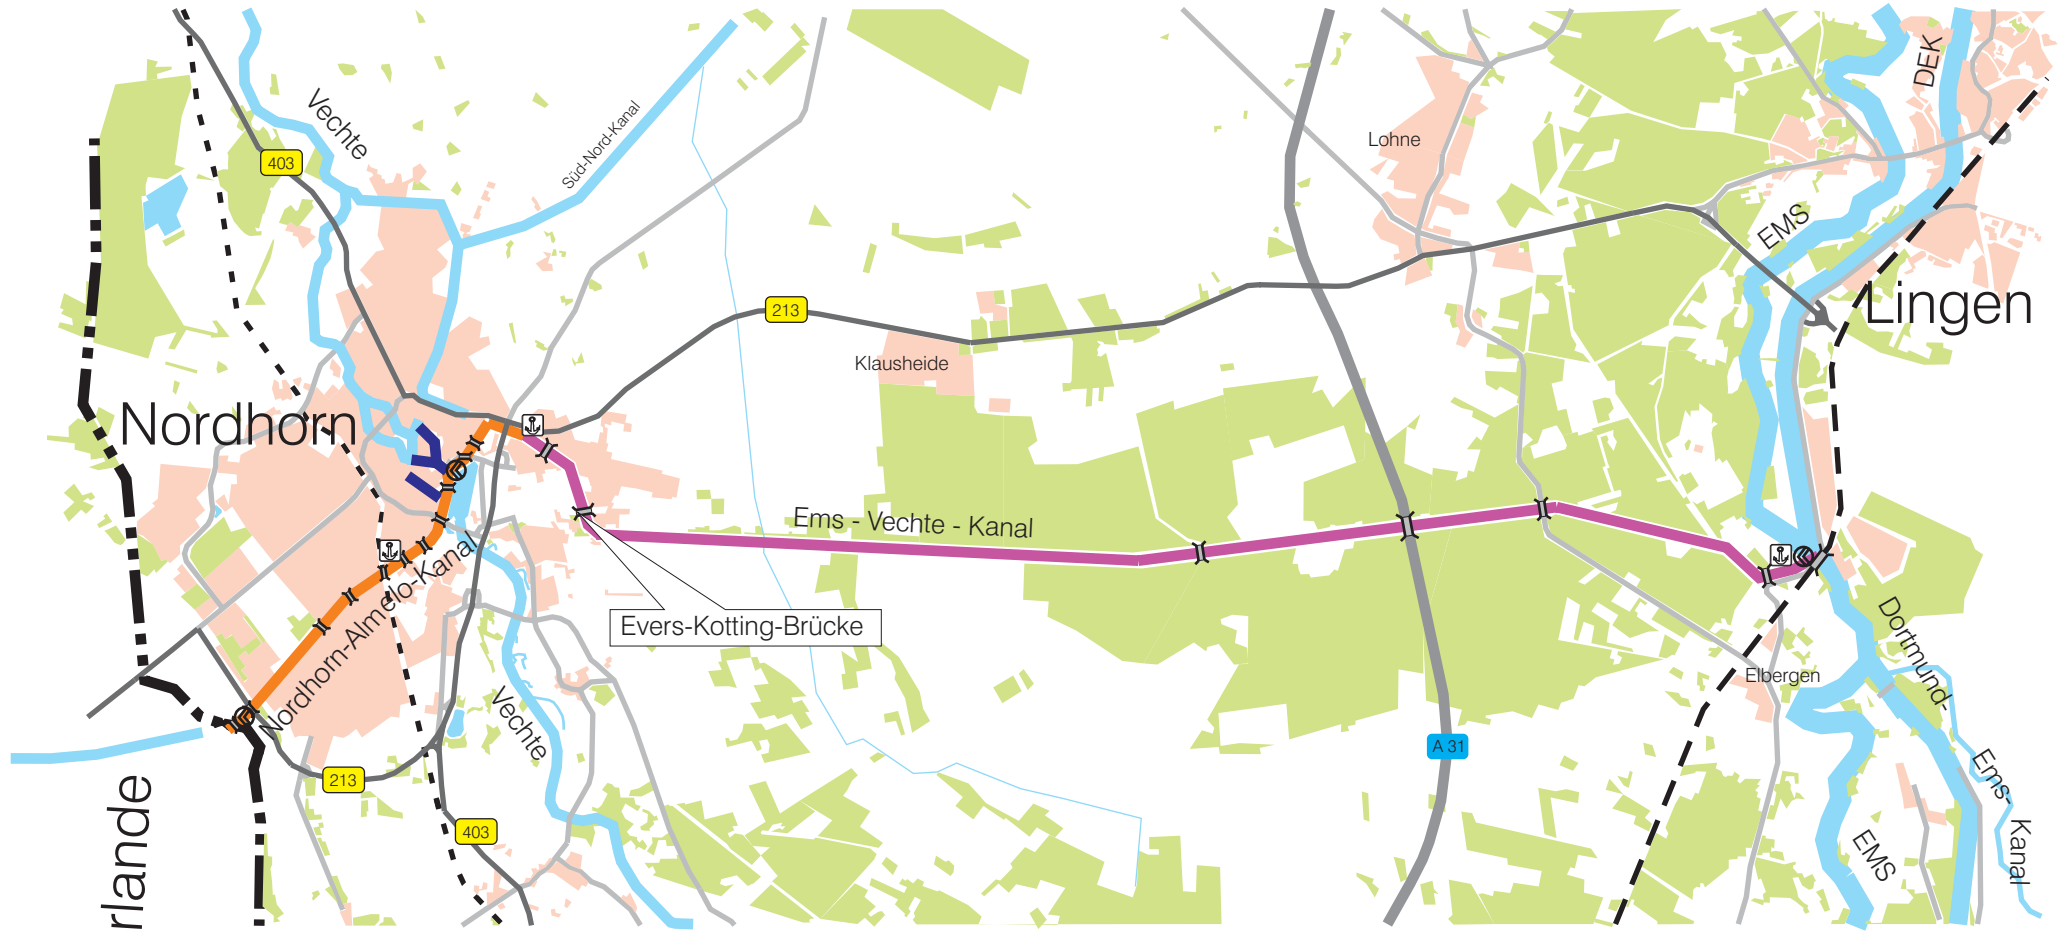 DEK
Vechte
Süd-Nord-Kanal
403
Lohne
EMS
213
Lingen
Klausheide
Nordhorn
Ems - Vechte - Kanal
Evers-Kotting-Brücke
Nordhorn-Almelo-Kanal
Dortmund-
Ems-
Kanal
Elbergen
Vechte
A 31
213
403
rlande
EMS